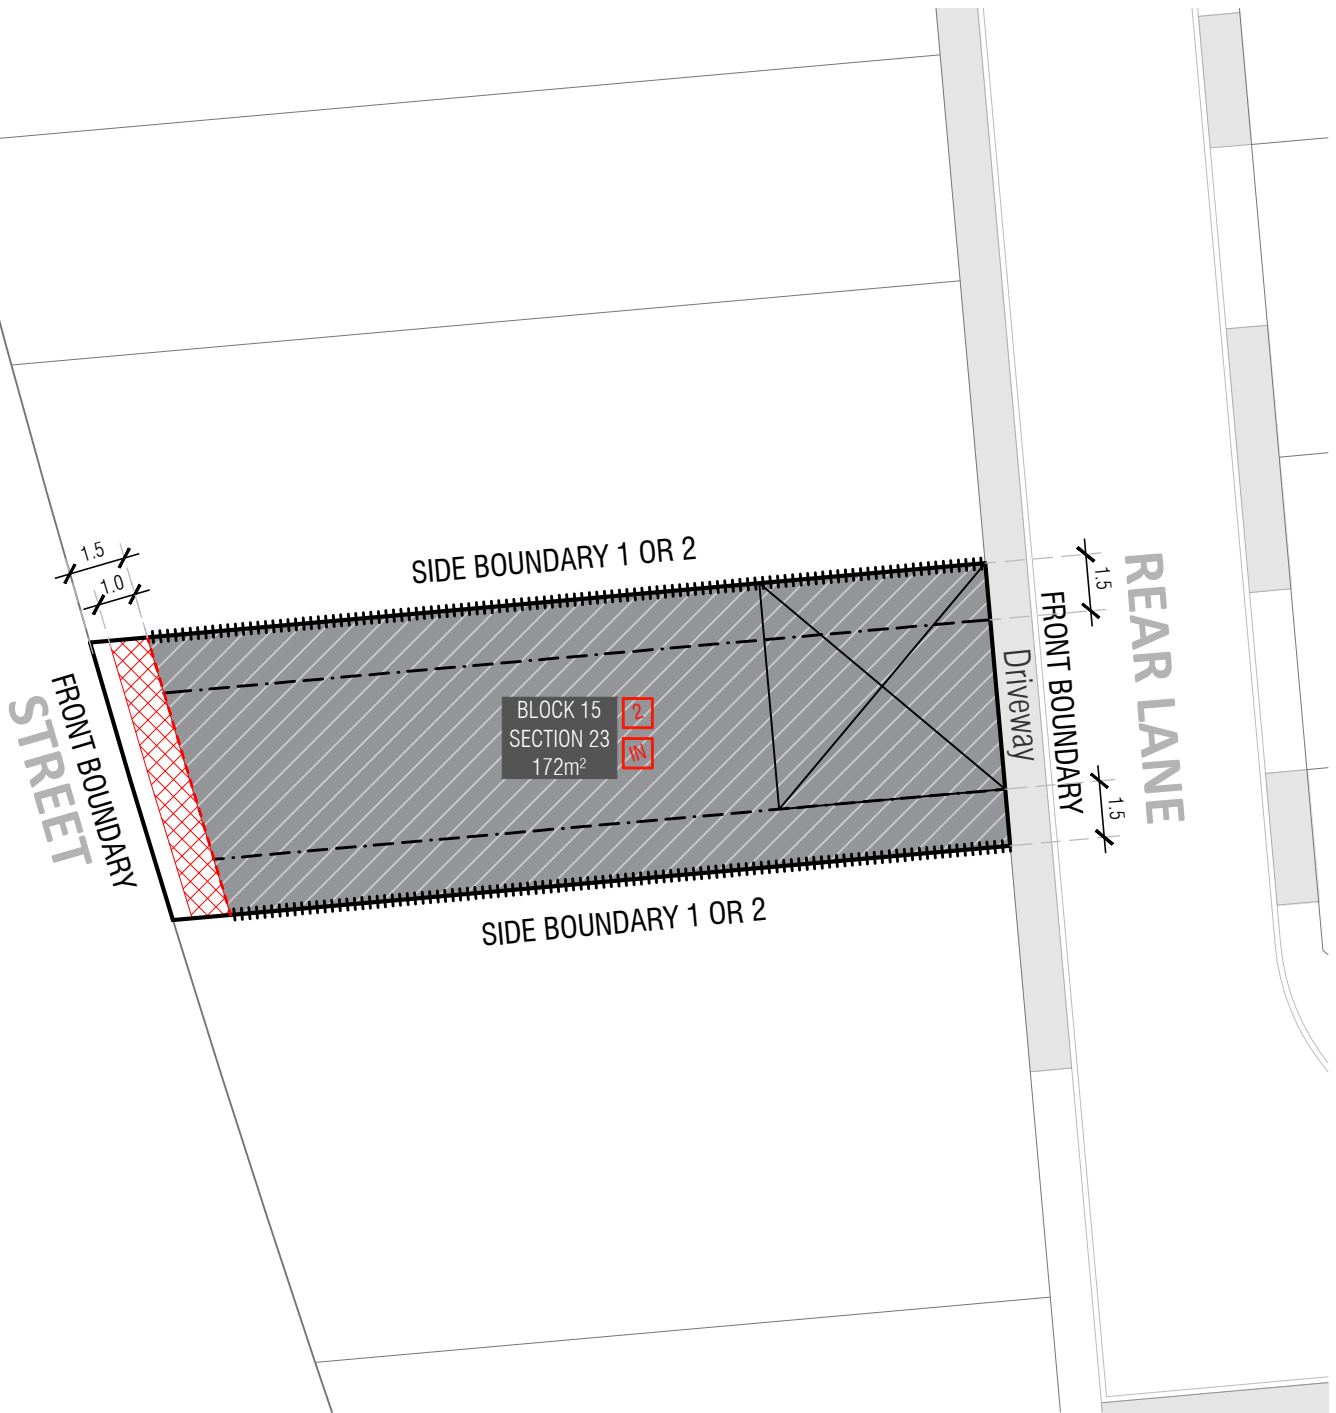 SIDE BOUNDARY 1 OR 2
1.5
1.0
1.5
REAR LANE
FRONT BOUNDARY
Driveway
1.5
STREET
FRONT BOUNDARY
BLOCK 15
SECTION 23
172m²
2
IN
SIDE BOUNDARY 1 OR 2